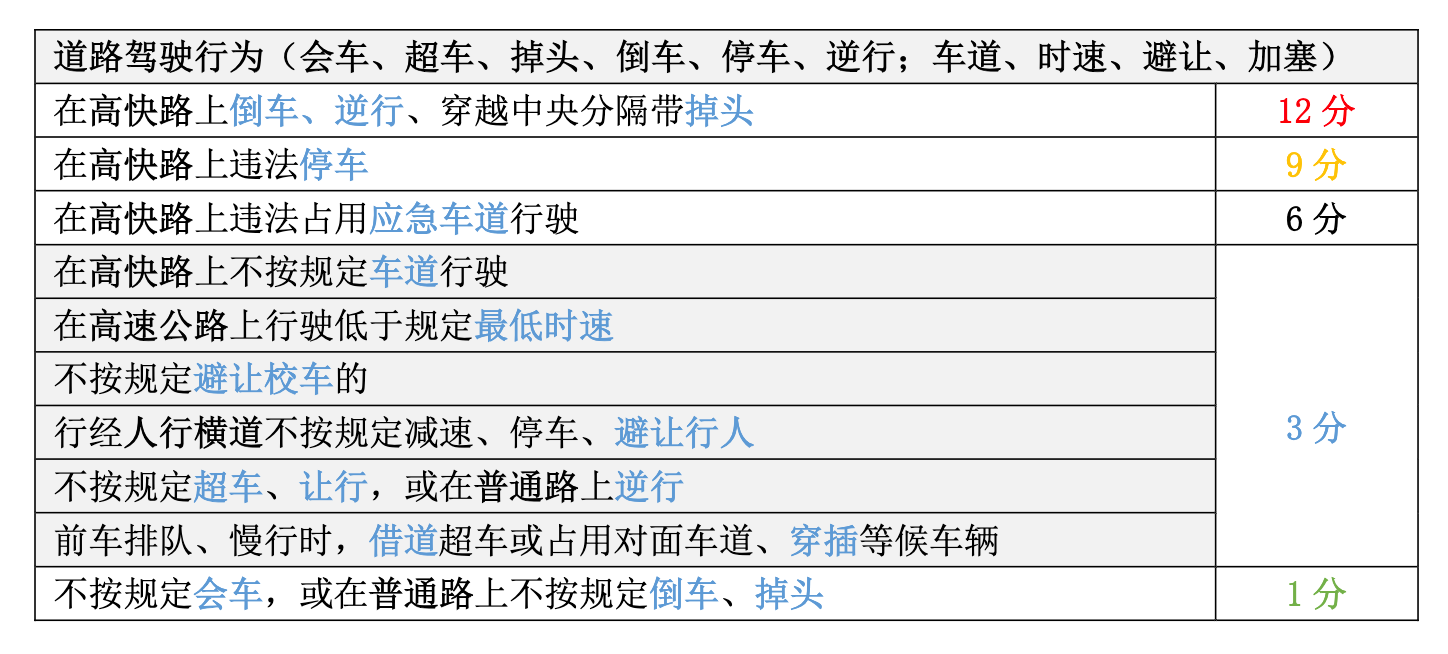 道路驾驶行为（会车、超车、掉头、倒车、停车、逆行；车道、时速、避让、加塞）
在高快路上倒车、逆行、穿越中央分隔带掉头 12分
在高快路上违法停车 9分
在高快路上违法占用应急车道行驶 6分
在高快路上不按规定车道行驶
在高速公路上行驶低于规定最低时速
不按规定避让校车的
行经人行横道不按规定减速、停车、避让行人 3分
不按规定超车、让行，或在普通路上逆行
前车排队、慢行时，借道超车或占用对面车道、穿插等候车辆
不按规定会车，或在普通路上不按规定倒车、掉头 1分